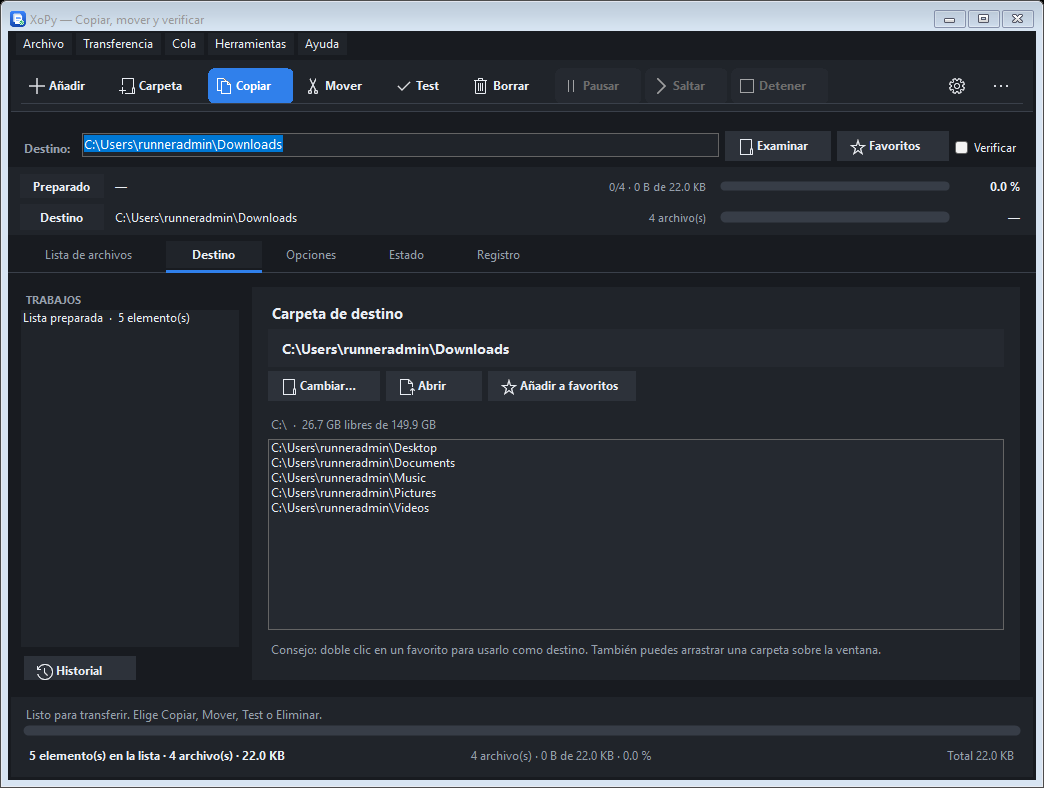 XoPy — Copiar, mover y verificar
Archivo Transferencia Cola Herramientas Ayuda
Añadir Carpeta Copiar Mover Test Borrar Pausar Saltar Detener ...
Destino: C:\Users\runneradmin\Downloads Examinar Favoritos Verificar
Preparado — 0/4 · 0 B de 22.0 KB 0.0 %
Destino C:\Users\runneradmin\Downloads 4 archivo(s) —
Lista de archivos Destino Opciones Estado Registro
TRABAJOS
Lista preparada · 5 elemento(s)
Carpeta de destino
C:\Users\runneradmin\Downloads
Cambiar... Abrir Añadir a favoritos
C:\ · 26.7 GB libres de 149.9 GB
C:\Users\runneradmin\Desktop
C:\Users\runneradmin\Documents
C:\Users\runneradmin\Music
C:\Users\runneradmin\Pictures
C:\Users\runneradmin\Videos
Consejo: doble clic en un favorito para usarlo como destino. También puedes arrastrar una carpeta sobre la ventana.
Historial
Listo para transferir. Elige Copiar, Mover, Test o Eliminar.
5 elemento(s) en la lista · 4 archivo(s) · 22.0 KB 4 archivo(s) · 0 B de 22.0 KB · 0.0 % Total 22.0 KB